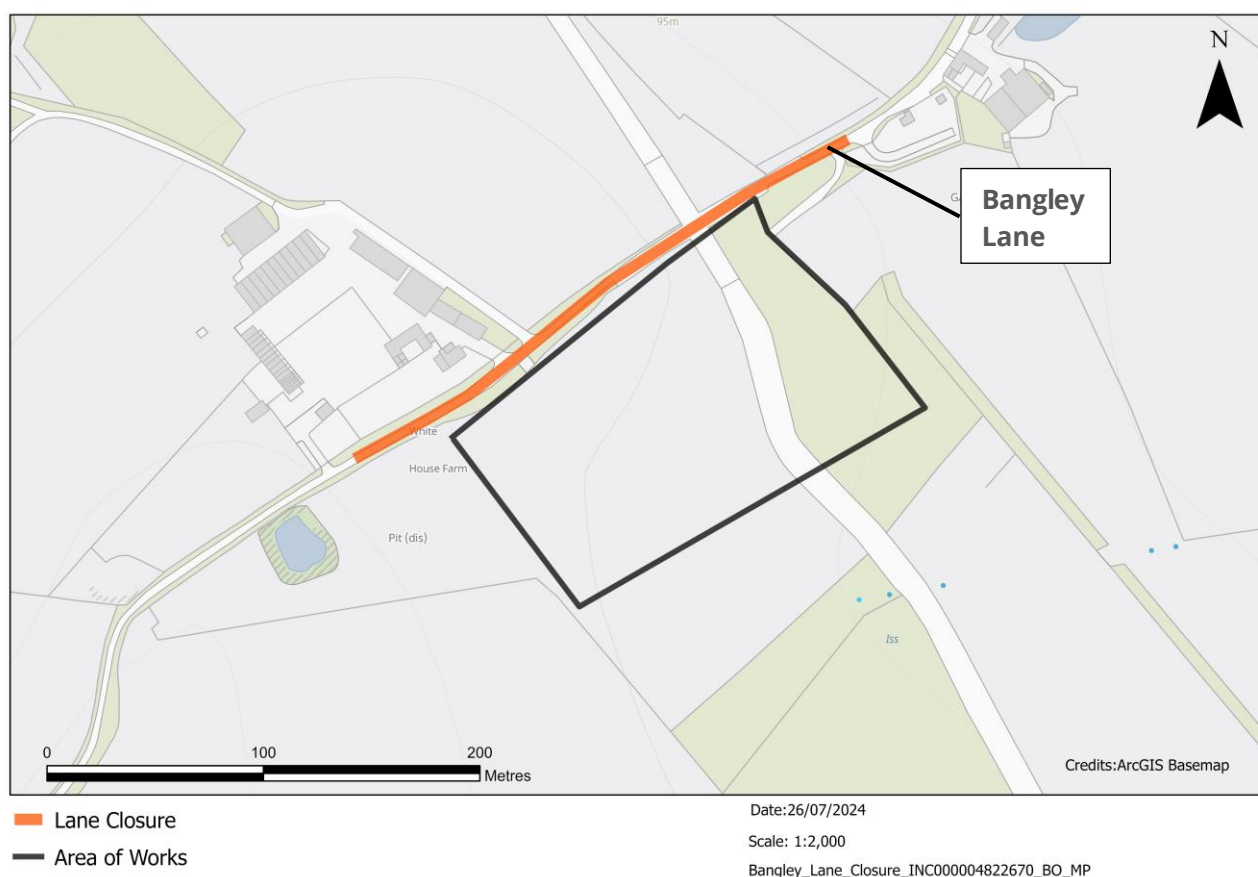 95m
N
Bangley
Lane
G
White
House Farm
Pit (dis)
Iss
0 100 200
Metres
Credits:ArcGIS Basemap
Lane Closure
Area of Works
Date:26/07/2024
Scale: 1:2,000
Bangley_Lane_Closure_INC000004822670_BO_MP